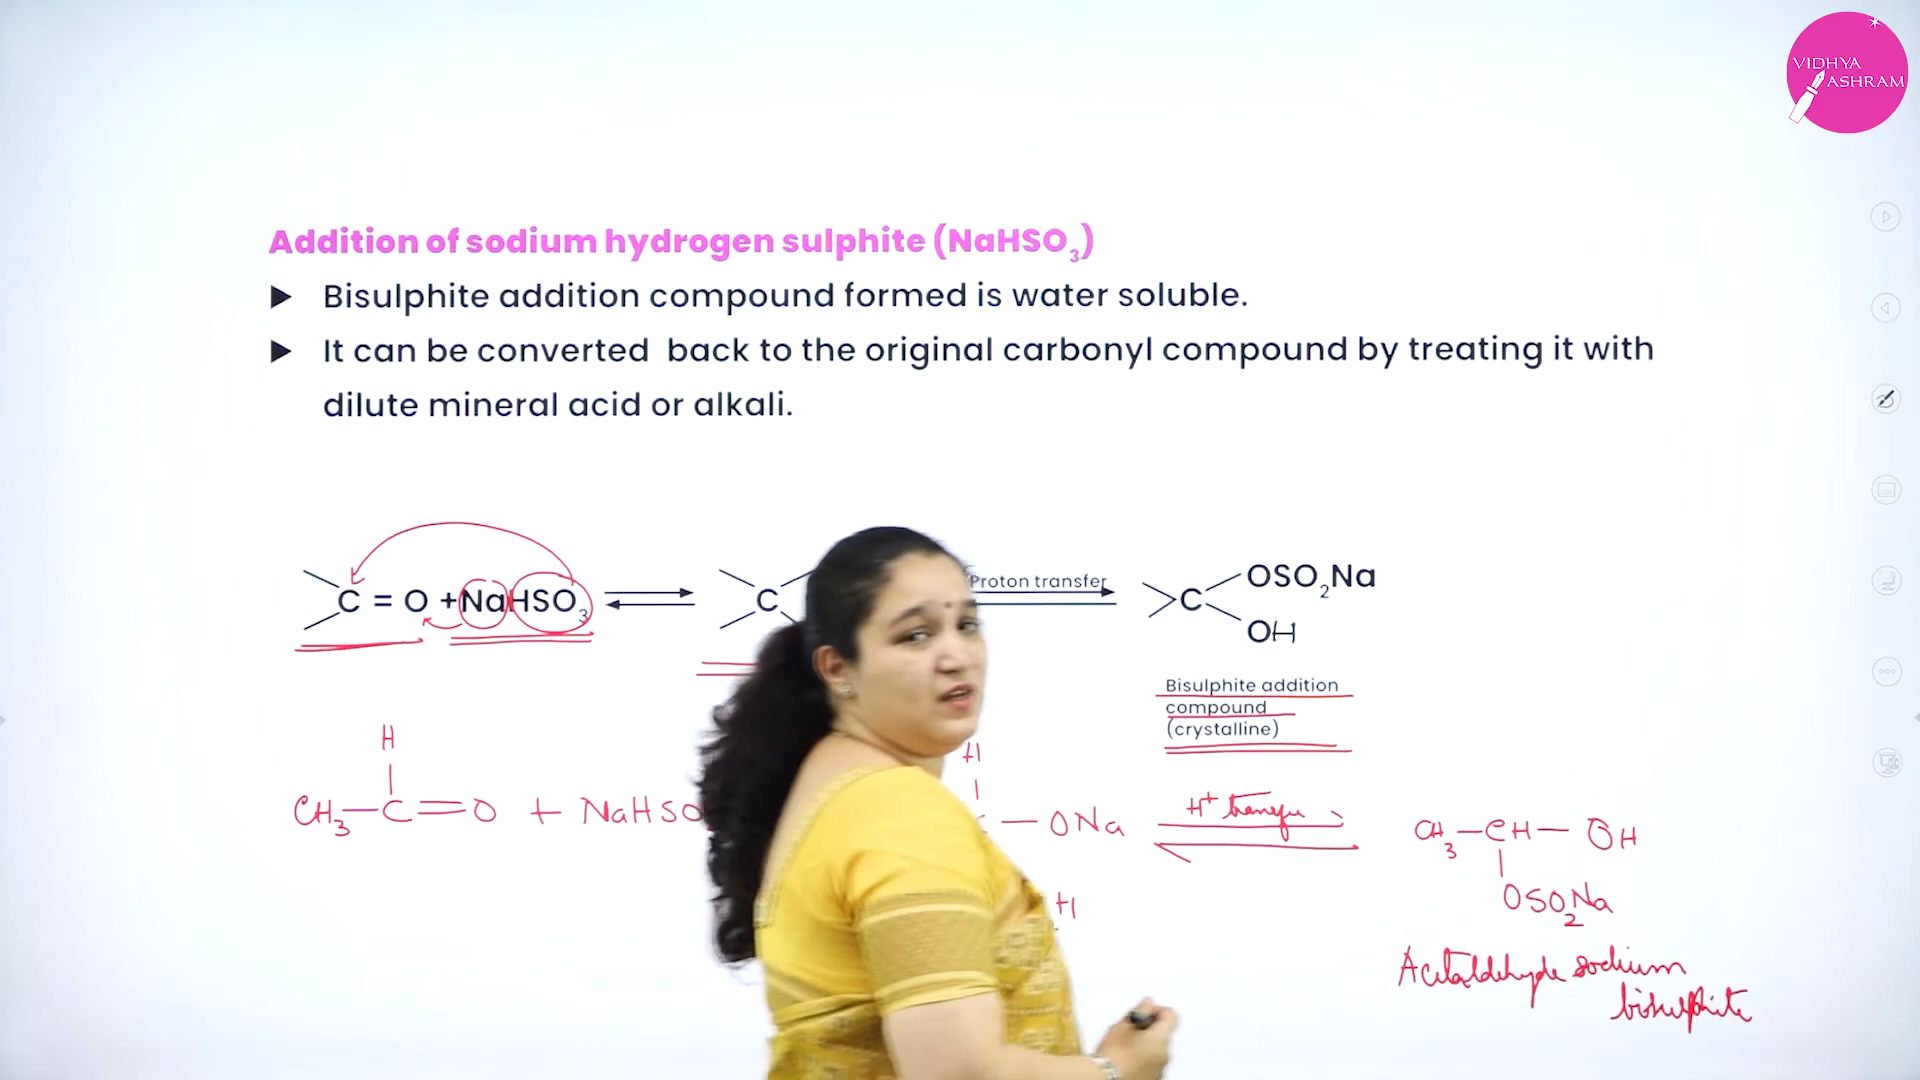 VIDHYA
ASHRAM
Addition of sodium hydrogen sulphite (NaHSO₃)
▶ Bisulphite addition compound formed is water soluble.
▶ It can be converted back to the original carbonyl compound by treating it with
dilute mineral acid or alkali.
C = O + NaHSO₃ ⇌ C
Proton transfer
C
OSO₂Na
OH
Bisulphite addition
compound
(crystalline)
H
CH₃—C=O + NaHSO
H
— ONa
H
H⁺ transfer
CH₃—CH—OH
OSO₂Na
Acetaldehyde sodium
bisulphite